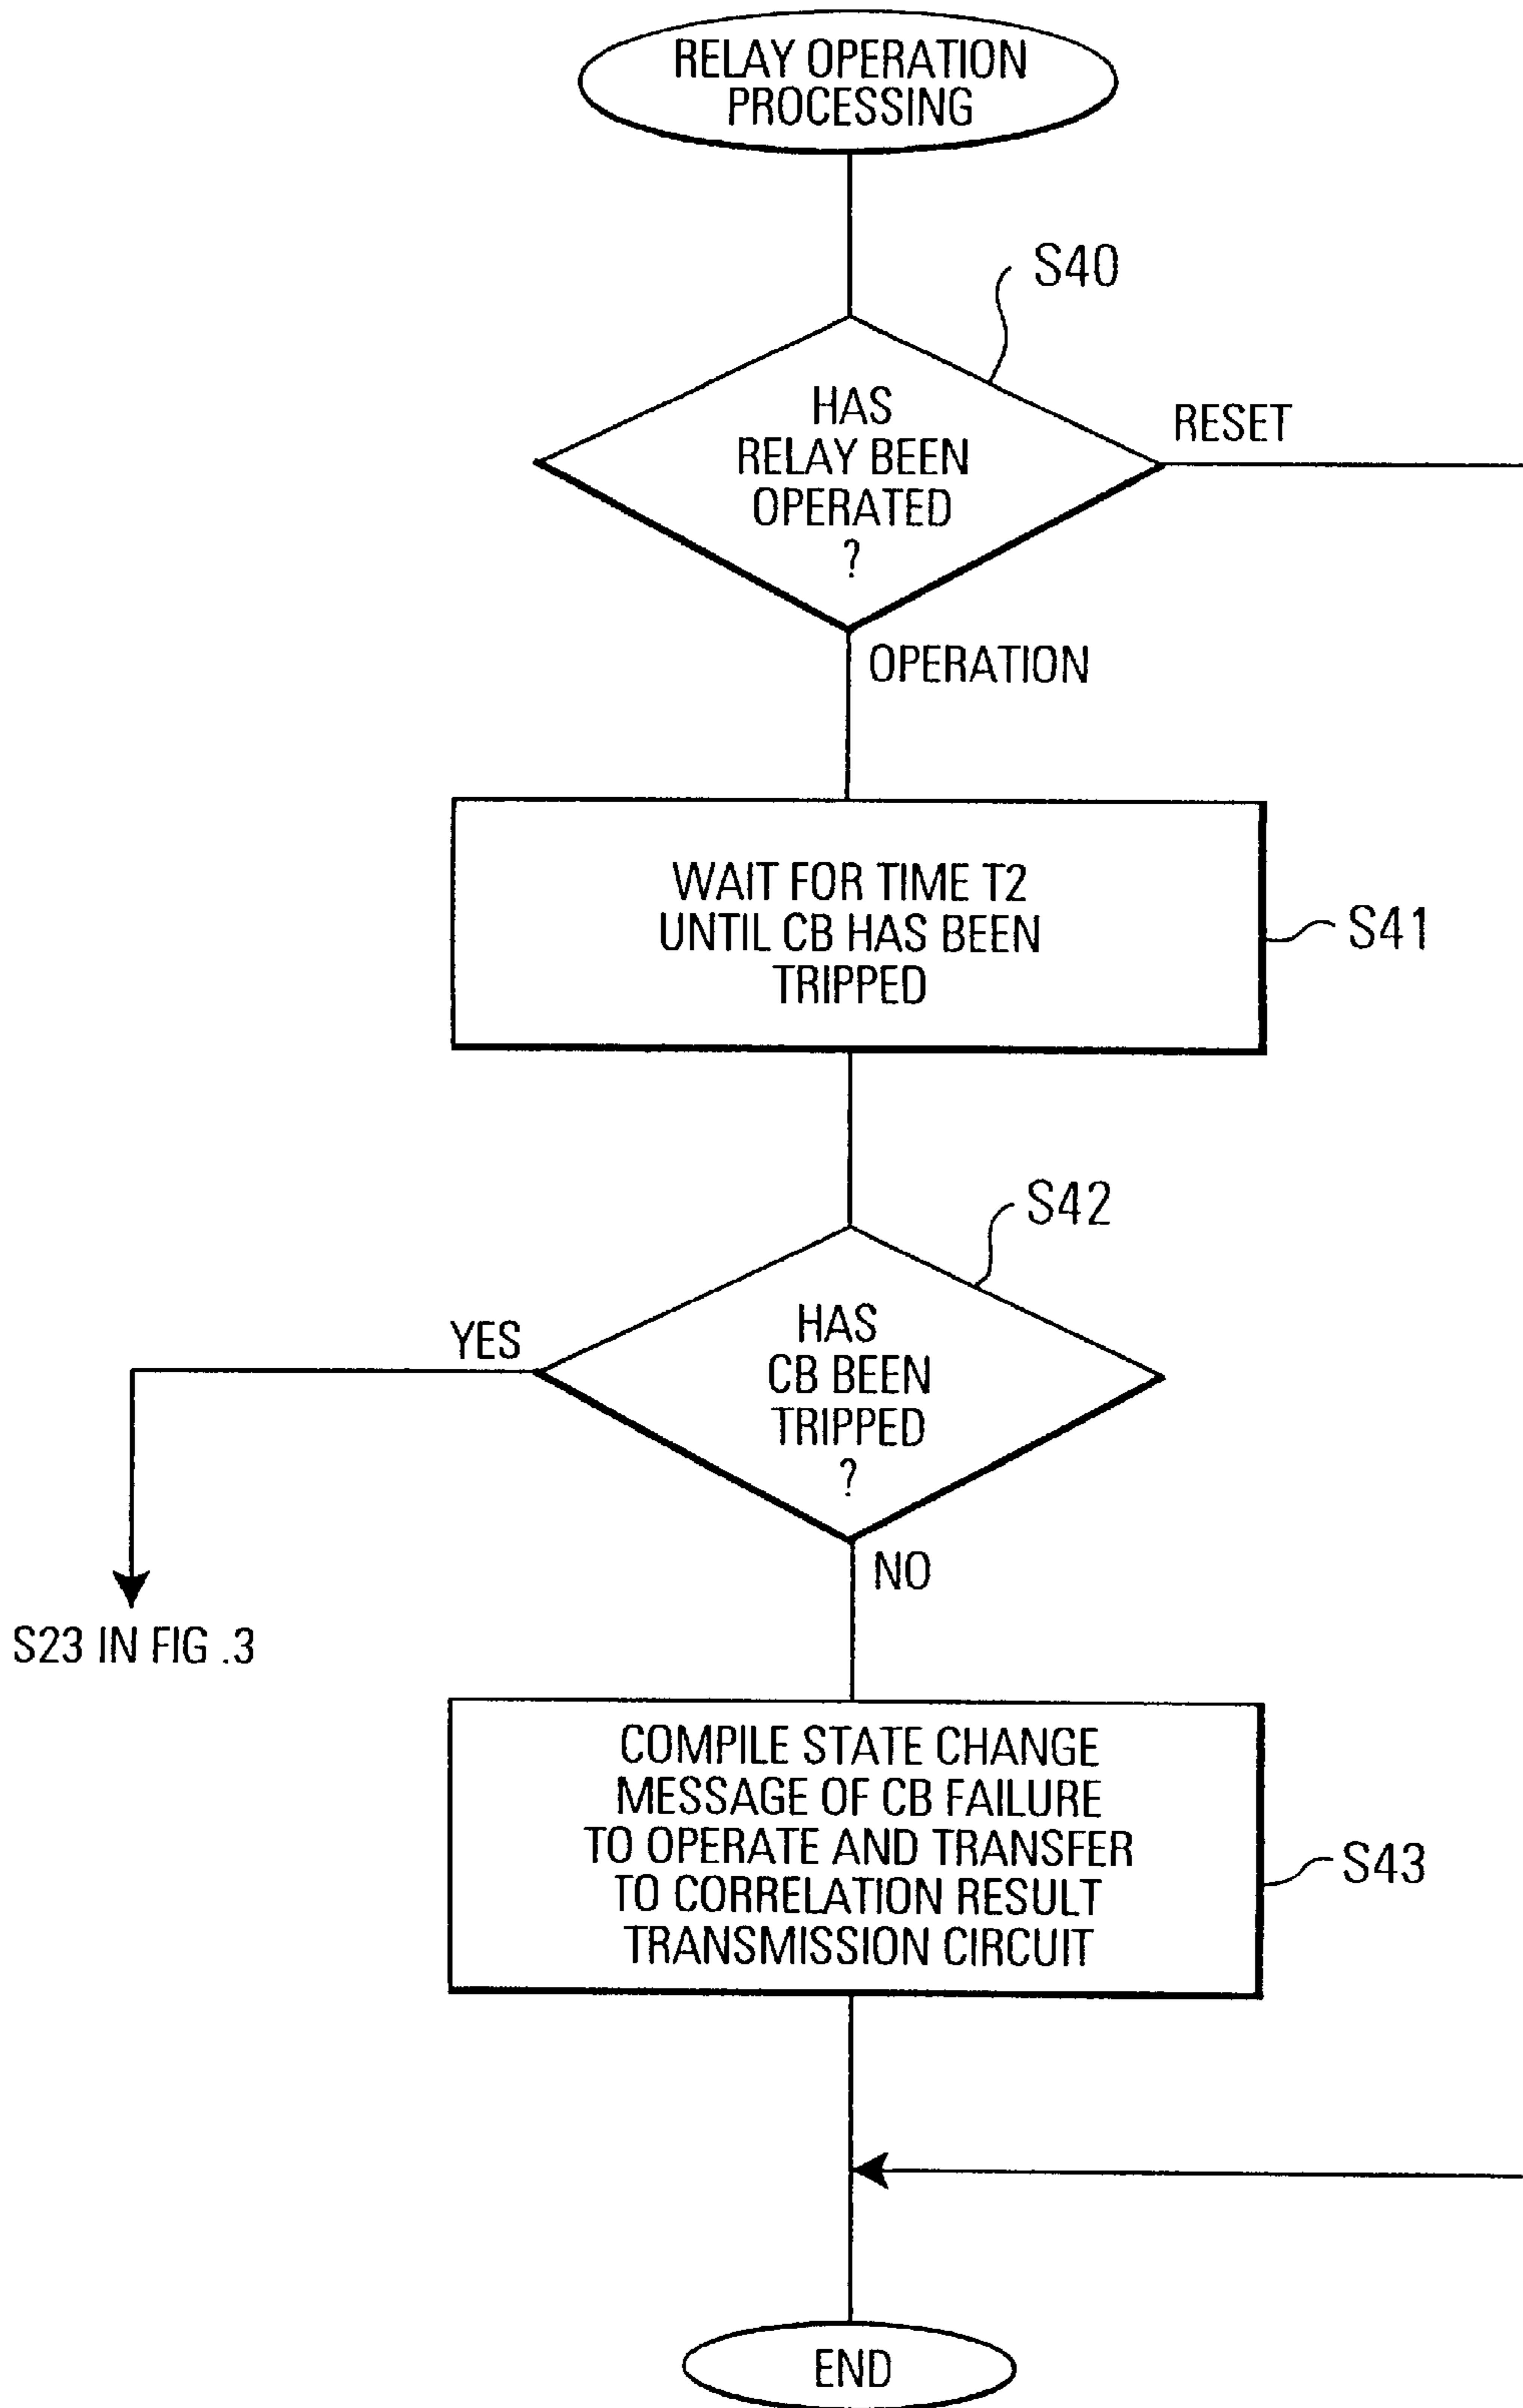 RELAY OPERATION
PROCESSING
S40
HAS
RELAY BEEN
OPERATED
?
RESET
OPERATION
WAIT FOR TIME T2
UNTIL CB HAS BEEN
TRIPPED
S41
S42
HAS
CB BEEN
TRIPPED
?
YES
S23 IN FIG .3
NO
COMPILE STATE CHANGE
MESSAGE OF CB FAILURE
TO OPERATE AND TRANSFER
TO CORRELATION RESULT
TRANSMISSION CIRCUIT
S43
END